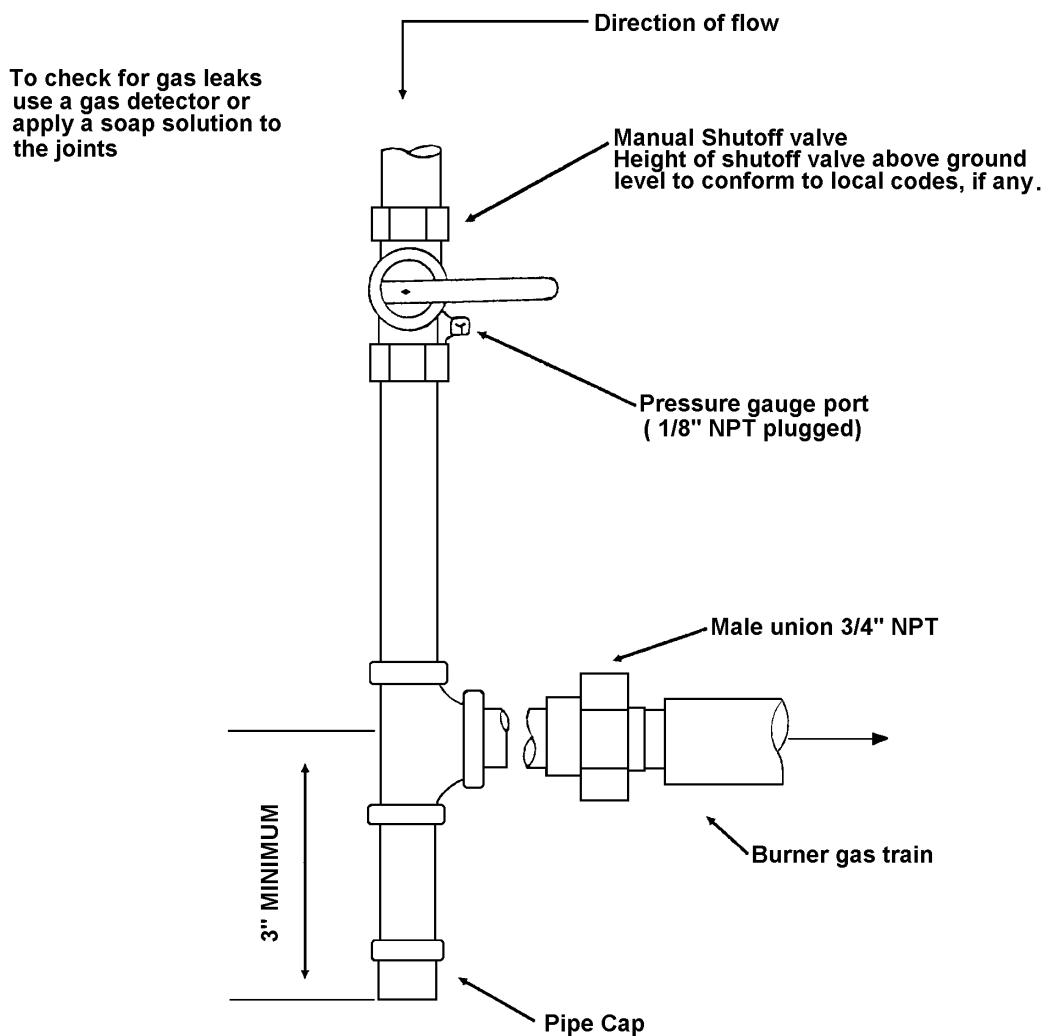 Direction of flow
To check for gas leaks
use a gas detector or
apply a soap solution to
the joints
Manual Shutoff valve
Height of shutoff valve above ground
level to conform to local codes, if any.
Pressure gauge port
( 1/8" NPT plugged)
Male union 3/4" NPT
3" MINIMUM
Burner gas train
Pipe Cap